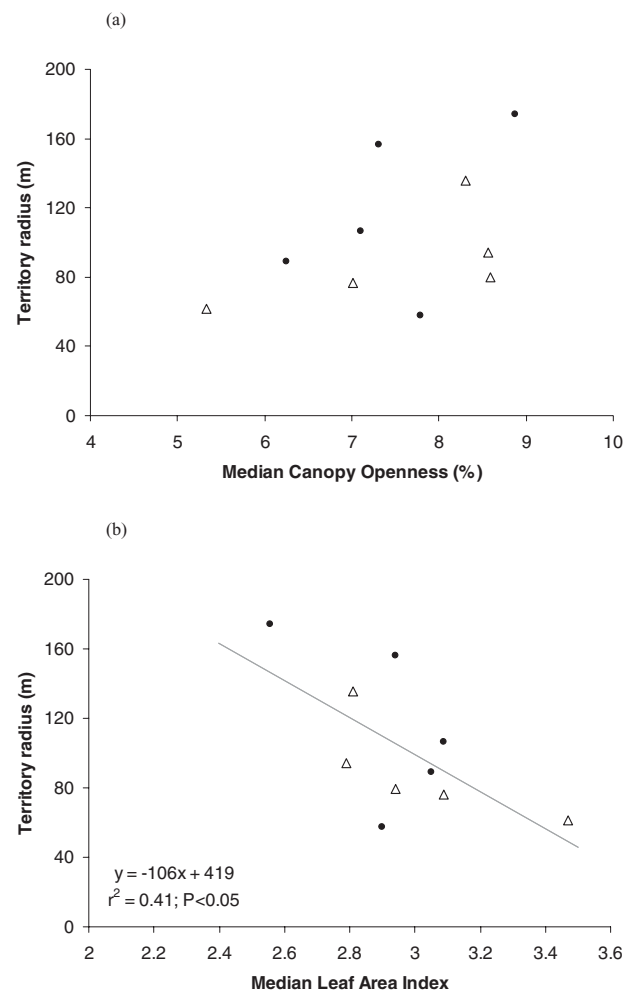 (a)
200
160
120
80
40
0
Territory radius (m)
4 5 6 7 8 9 10
Median Canopy Openness (%)
(b)
200
160
120
80
40
0
Territory radius (m)
y = -106x + 419
r² = 0.41; P<0.05
2 2.2 2.4 2.6 2.8 3 3.2 3.4 3.6
Median Leaf Area Index